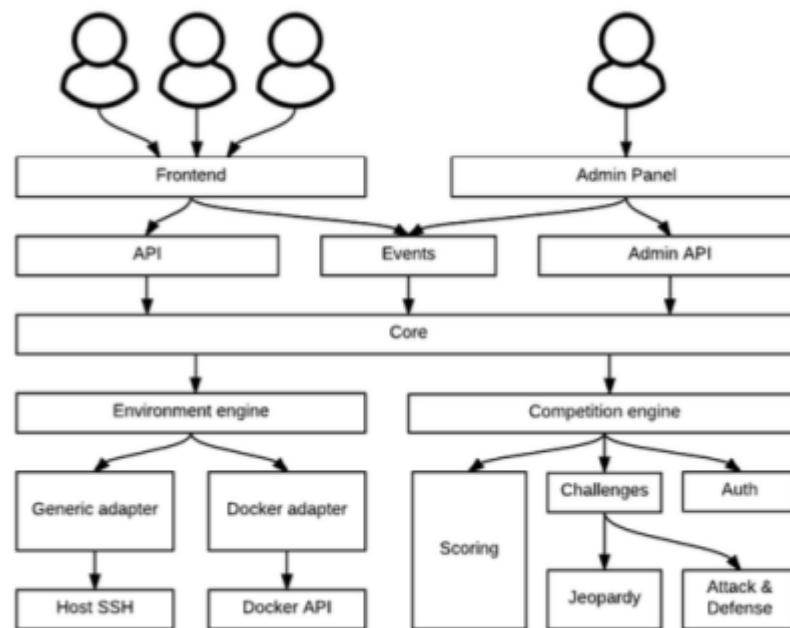 Frontend
Admin Panel
API
Events
Admin API
Core
Environment engine
Competition engine
Generic adapter
Docker adapter
Scoring
Challenges
Auth
Host SSH
Docker API
Jeopardy
Attack &
Defense